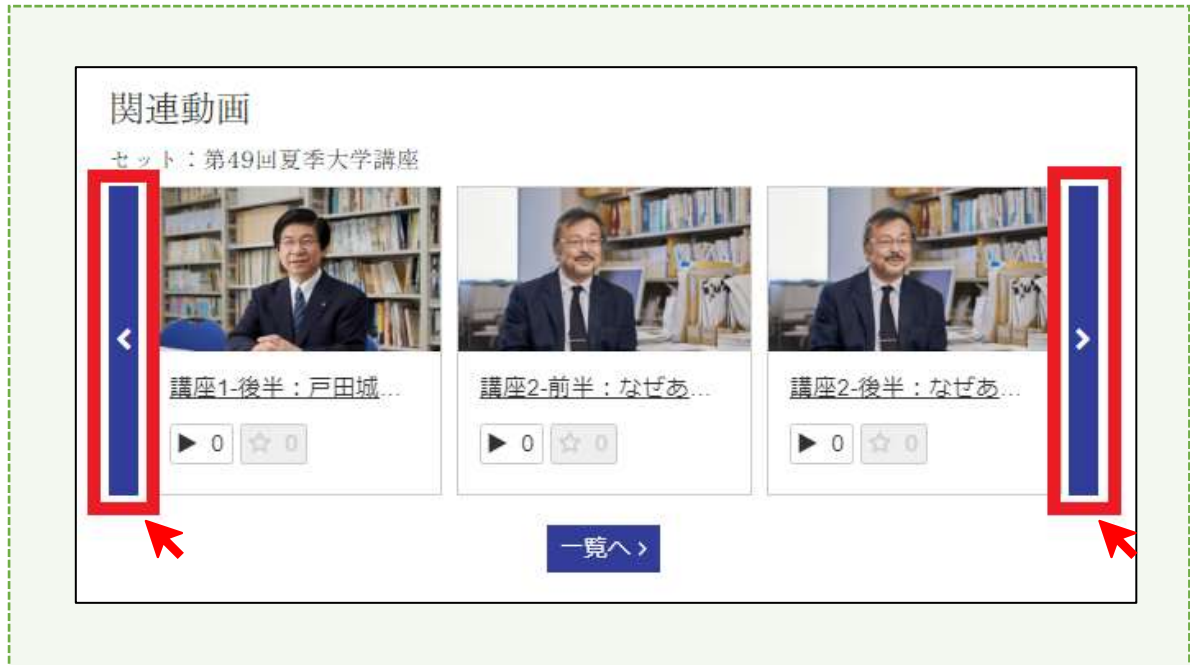 関連動画
セット：第49回夏季大学講座
講座1-後半：戸田城...
講座2-前半：なぜあ...
講座2-後半：なぜあ...
▶ 0 ☆ 0
▶ 0 ☆ 0
▶ 0 ☆ 0
一覧へ ›